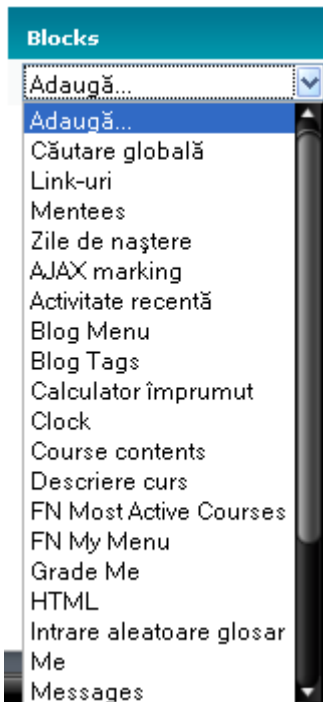 Blocks
Adaugă...
Adaugă...
Căutare globală
Link-uri
Mentees
Zile de naştere
AJAX marking
Activitate recentă
Blog Menu
Blog Tags
Calculator împrumut
Clock
Course contents
Descriere curs
FN Most Active Courses
FN My Menu
Grade Me
HTML
Intrare aleatoare glosar
Me
Messages